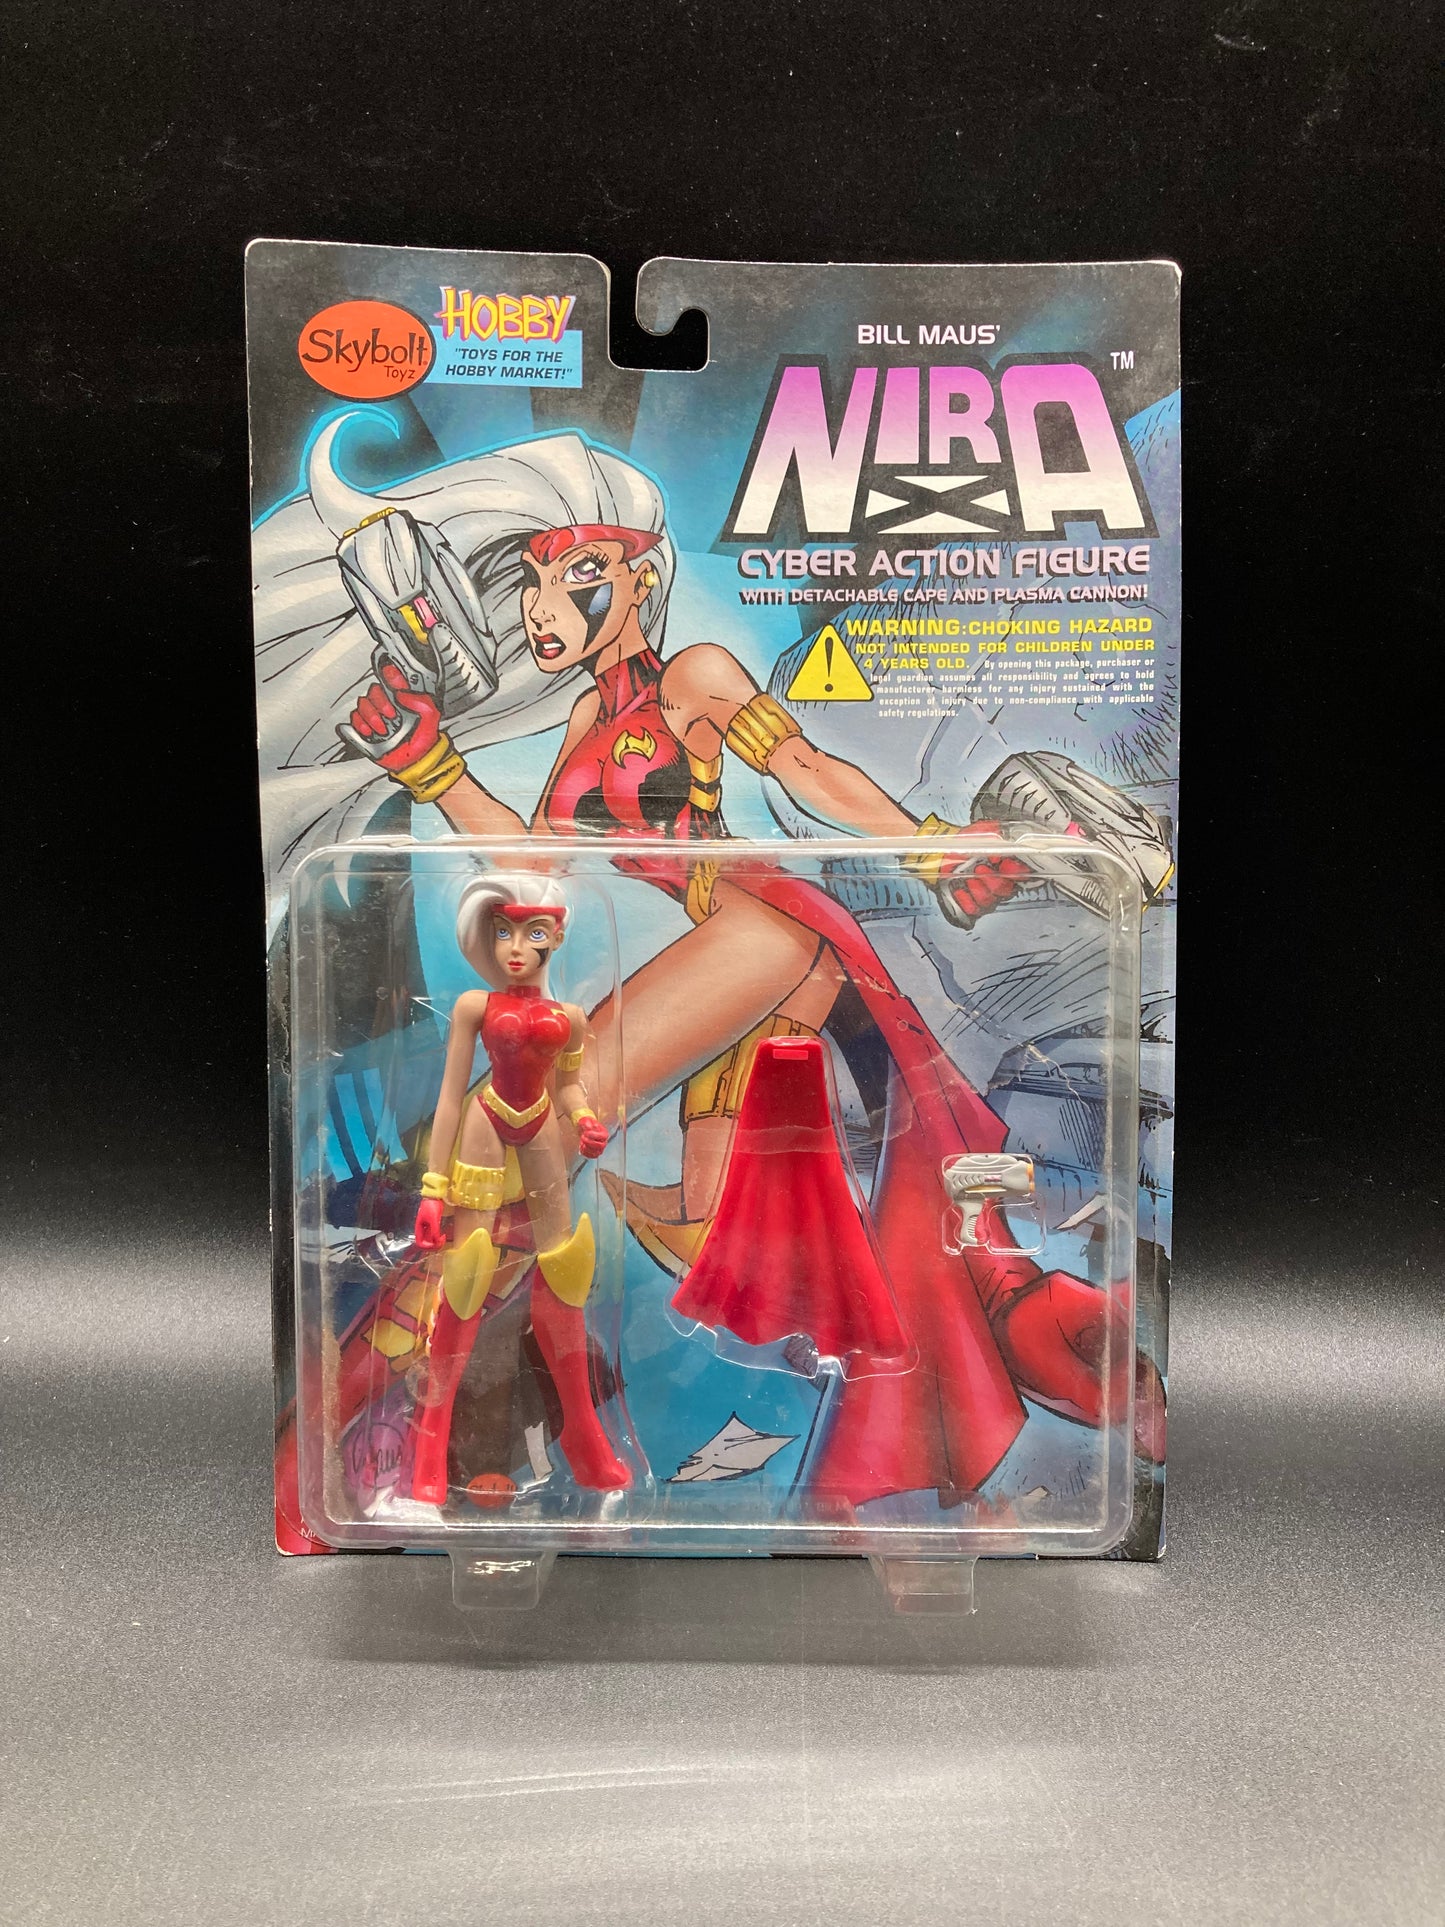 Skybolt
Toyz
HOBBY
"TOYS FOR THE
HOBBY MARKET!"
BILL MAUS'
NIRA X ™
CYBER ACTION FIGURE
WITH DETACHABLE CAPE AND PLASMA CANNON!
WARNING:CHOKING HAZARD
NOT INTENDED FOR CHILDREN UNDER
4 YEARS OLD. By opening this package, purchaser or
legal guardian assumes all responsibility and agrees to hold
manufacturer harmless for any injury sustained with the
exception of injury due to non-compliance with applicable
safety regulations.